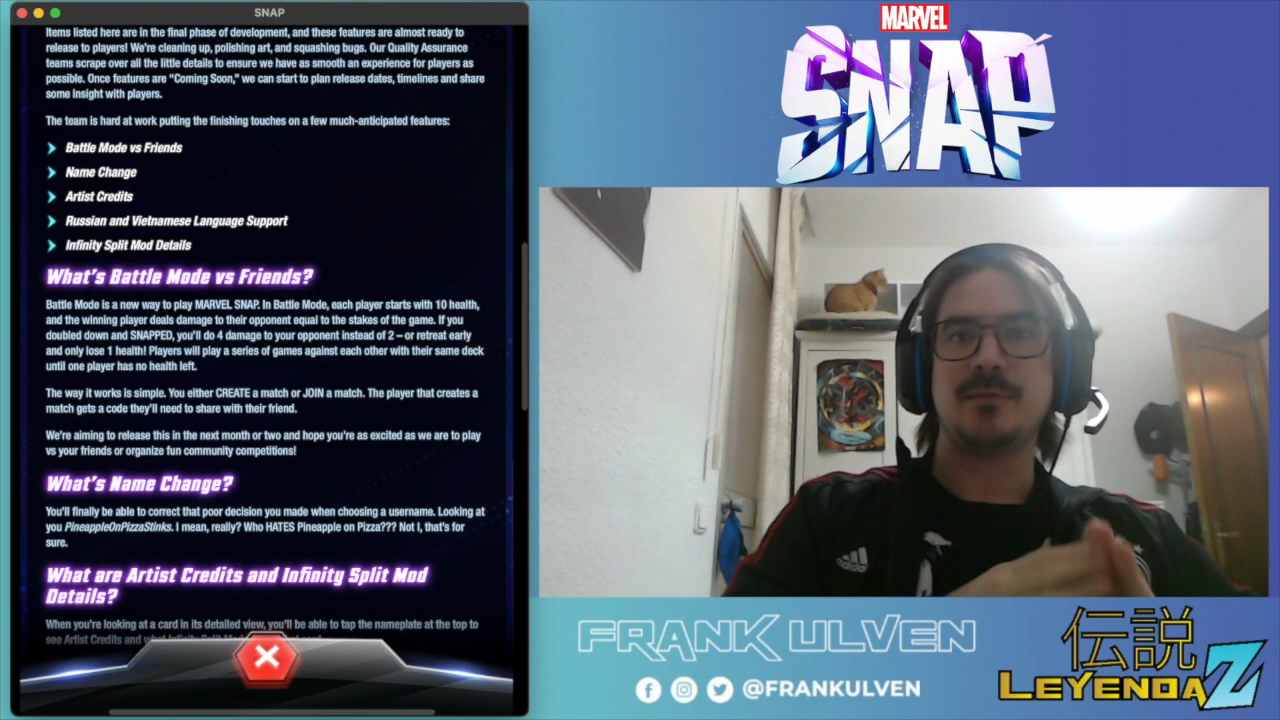 SNAP
Items listed here are in the final phase of development, and these features are almost ready to
release to players! We're cleaning up, polishing art, and squashing bugs. Our Quality Assurance
teams scrape over all the little details to ensure we have as smooth an experience for players as
possible. Once features are "Coming Soon," we can start to plan release dates, timelines and share
some insight with players.
The team is hard at work putting the finishing touches on a few much-anticipated features:
Battle Mode vs Friends
Name Change
Artist Credits
Russian and Vietnamese Language Support
Infinity Split Mod Details
What's Battle Mode vs Friends?
Battle Mode is a new way to play MARVEL SNAP. In Battle Mode, each player starts with 10 health,
and the winning player deals damage to their opponent equal to the stakes of the game. If you
doubled down and SNAPPED, you'll do 4 damage to your opponent instead of 2 – or retreat early
and only lose 1 health! Players will play a series of games against each other with their same deck
until one player has no health left.
The way it works is simple. You either CREATE a match or JOIN a match. The player that creates a
match gets a code they'll need to share with their friend.
We're aiming to release this in the next month or two and hope you're as excited as we are to play
vs your friends or organize fun community competitions!
What's Name Change?
You'll finally be able to correct that poor decision you made when choosing a username. Looking at
you PineappleOnPizzaStinks. I mean, really? Who HATES Pineapple on Pizza??? Not I, that's for
sure.
What are Artist Credits and Infinity Split Mod
Details?
When you're looking at a card in its detailed view, you'll be able to tap the nameplate at the top to
see Artist Credits and what Infinity Split
MARVEL
SNAP
adidas
FRANK ULVEN
@FRANKULVEN
伝説
LEYENDA Z